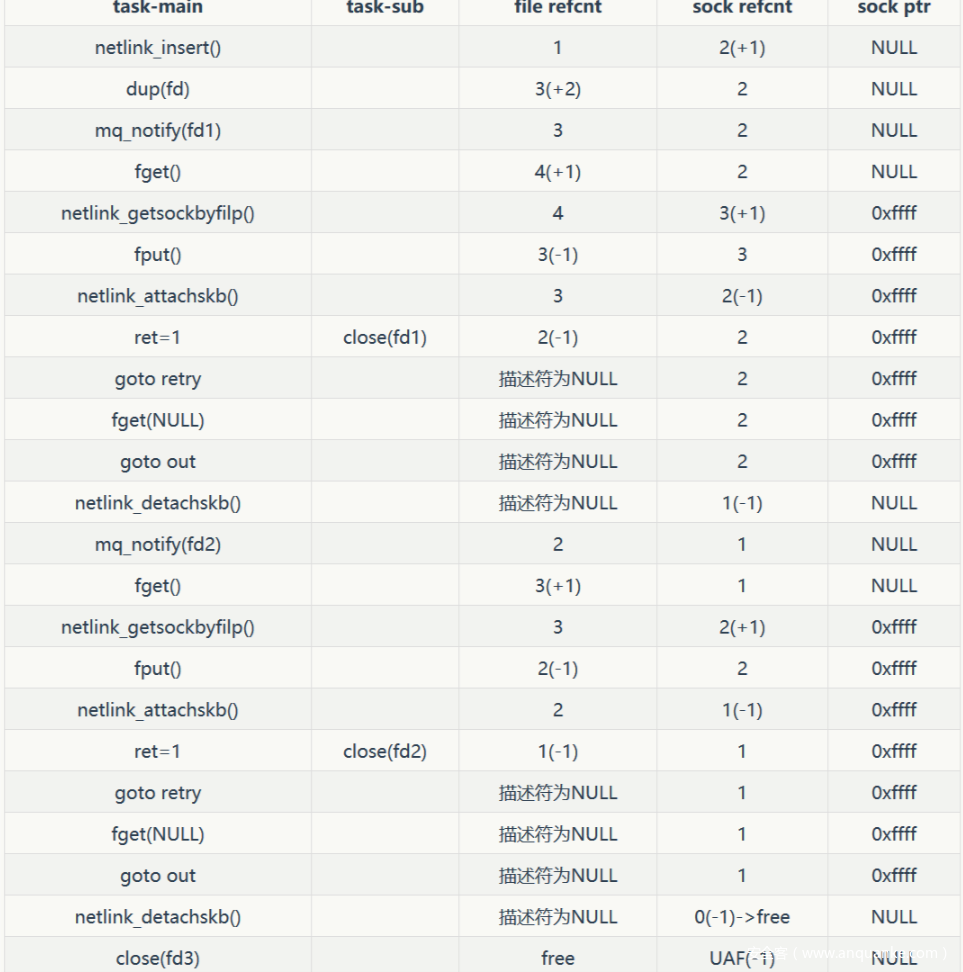 task-main task-sub file refcnt sock refcnt sock ptr
netlink_insert() 1 2(+1) NULL
dup(fd) 3(+2) 2 NULL
mq_notify(fd1) 3 2 NULL
fget() 4(+1) 2 NULL
netlink_getsockbyfilp() 4 3(+1) 0xffff
fput() 3(-1) 3 0xffff
netlink_attachskb() 3 2(-1) 0xffff
ret=1 close(fd1) 2(-1) 2 0xffff
goto retry 描述符为NULL 2 0xffff
fget(NULL) 描述符为NULL 2 0xffff
goto out 描述符为NULL 2 0xffff
netlink_detachskb() 描述符为NULL 1(-1) NULL
mq_notify(fd2) 2 1 NULL
fget() 3(+1) 1 NULL
netlink_getsockbyfilp() 3 2(+1) 0xffff
fput() 2(-1) 2 0xffff
netlink_attachskb() 2 1(-1) 0xffff
ret=1 close(fd2) 1(-1) 1 0xffff
goto retry 描述符为NULL 1 0xffff
fget(NULL) 描述符为NULL 1 0xffff
goto out 描述符为NULL 1 0xffff
netlink_detachskb() 描述符为NULL 0(-1)->free NULL
close(fd3) free UAF(-1) NULL
( www.anquanke.com )